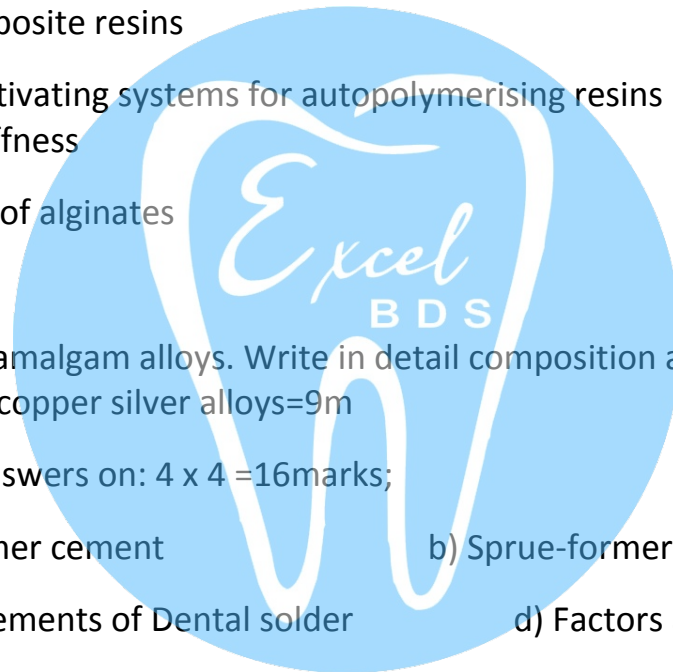 posite resins
tivating systems for autopolymerising resins
ffness
of alginates
Excel
BDS
amalgam alloys. Write in detail composition a
copper silver alloys=9m
swers on: 4 x 4 =16marks;
ner cement b) Sprue-former
ements of Dental solder d) Factors